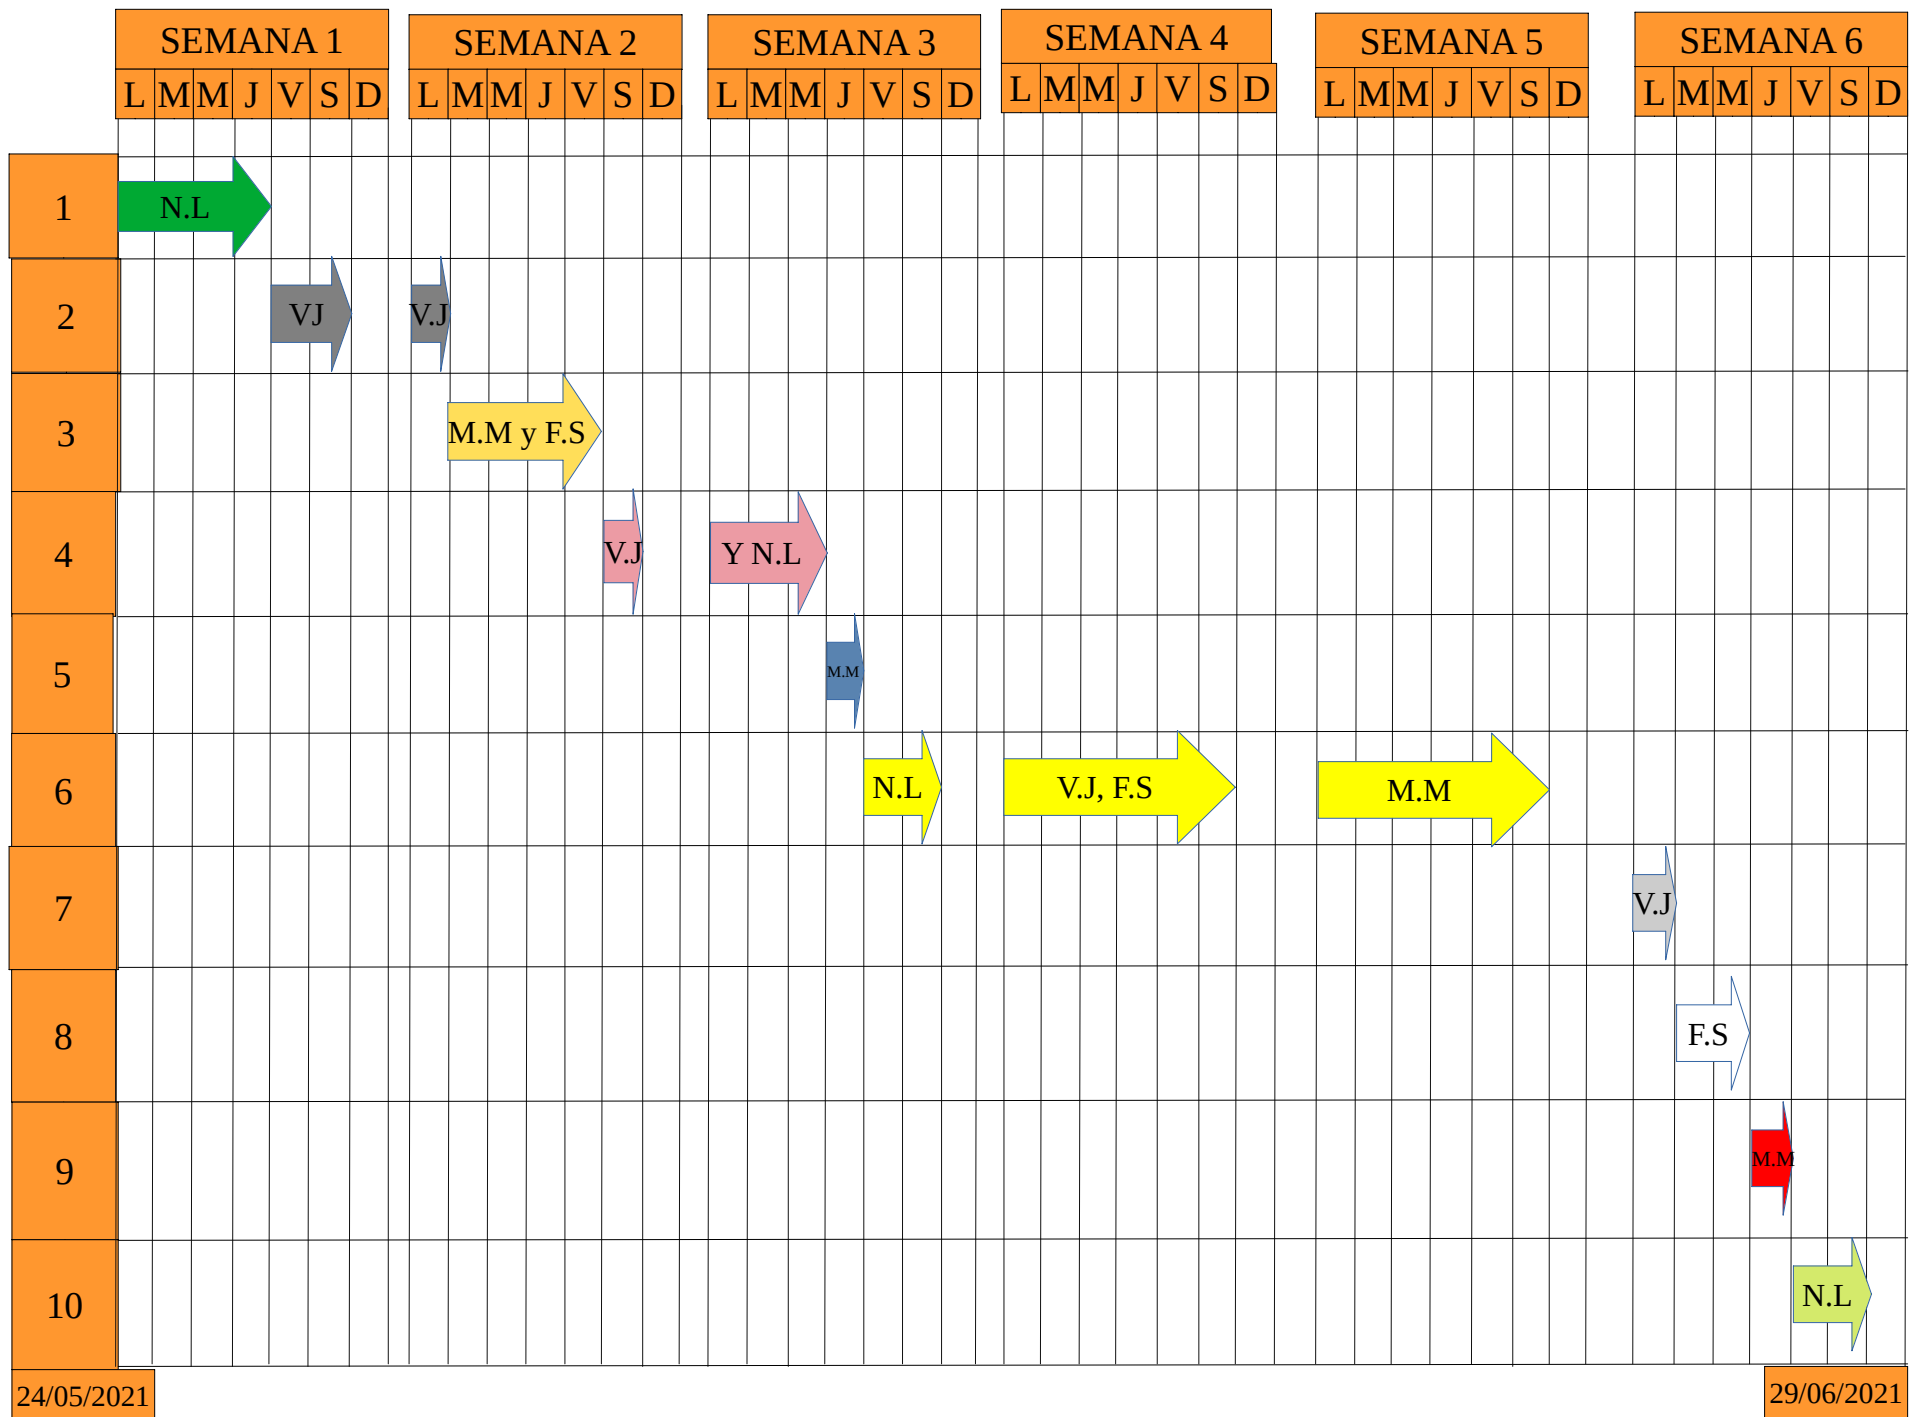 SEMANA 1 SEMANA 2 SEMANA 3 SEMANA 4 SEMANA 5 SEMANA 6
L M M J V S D L M M J V S D L M M J V S D L M M J V S D L M M J V S D L M M J V S D
1 N.L
2 VJ V.J
3 M.M y F.S
4 V.J Y N.L
5 M.M
6 N.L V.J, F.S M.M
7 V.J
8 F.S
9 M.M
10 N.L
24/05/2021 29/06/2021